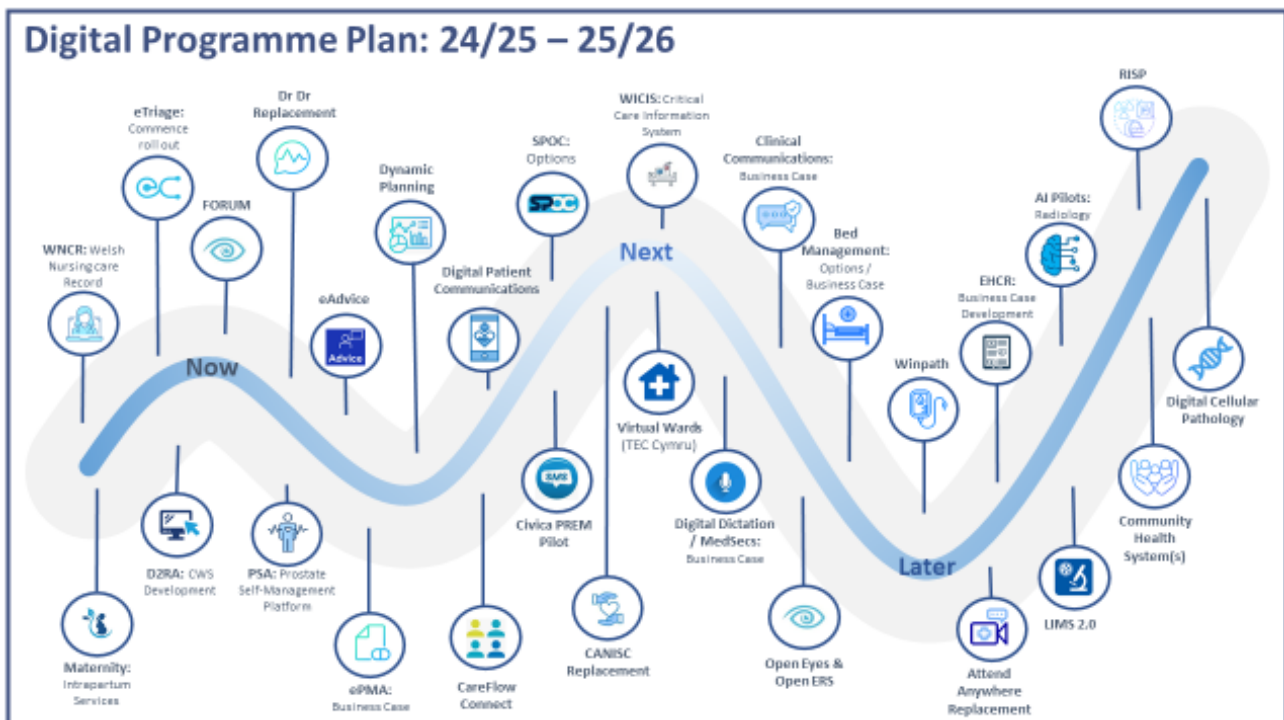 Digital Programme Plan: 24/25 – 25/26
RISP
Dr Dr
Replacement
WICIS: Critical
Care Information
System
eTriage:
Commence
roll out
SPOC:
Options
Clinical
Communications:
Business Case
Dynamic
Planning
SPOC
AI Pilots:
Radiology
FORUM
Bed
Management:
Options /
Business Case
WNCR: Welsh
Nursing care
Record
Next
Digital Patient
Communications
EHCR:
Business Case
Development
eAdvice
Advice
Now
Winpath
Digital Cellular
Pathology
Virtual Wards
(TEC Cymru)
SMS
Civica PREM
Pilot
Digital Dictation
/ MedSecs:
Business Case
Community
Health
System(s)
Later
D2RA: CWS
Development
PSA: Prostate
Self-Management
Platform
LIMS 2.0
CANISC
Replacement
Maternity:
Intrapartum
Services
ePMA:
Business Case
CareFlow
Connect
Open Eyes &
Open ERS
Attend
Anywhere
Replacement